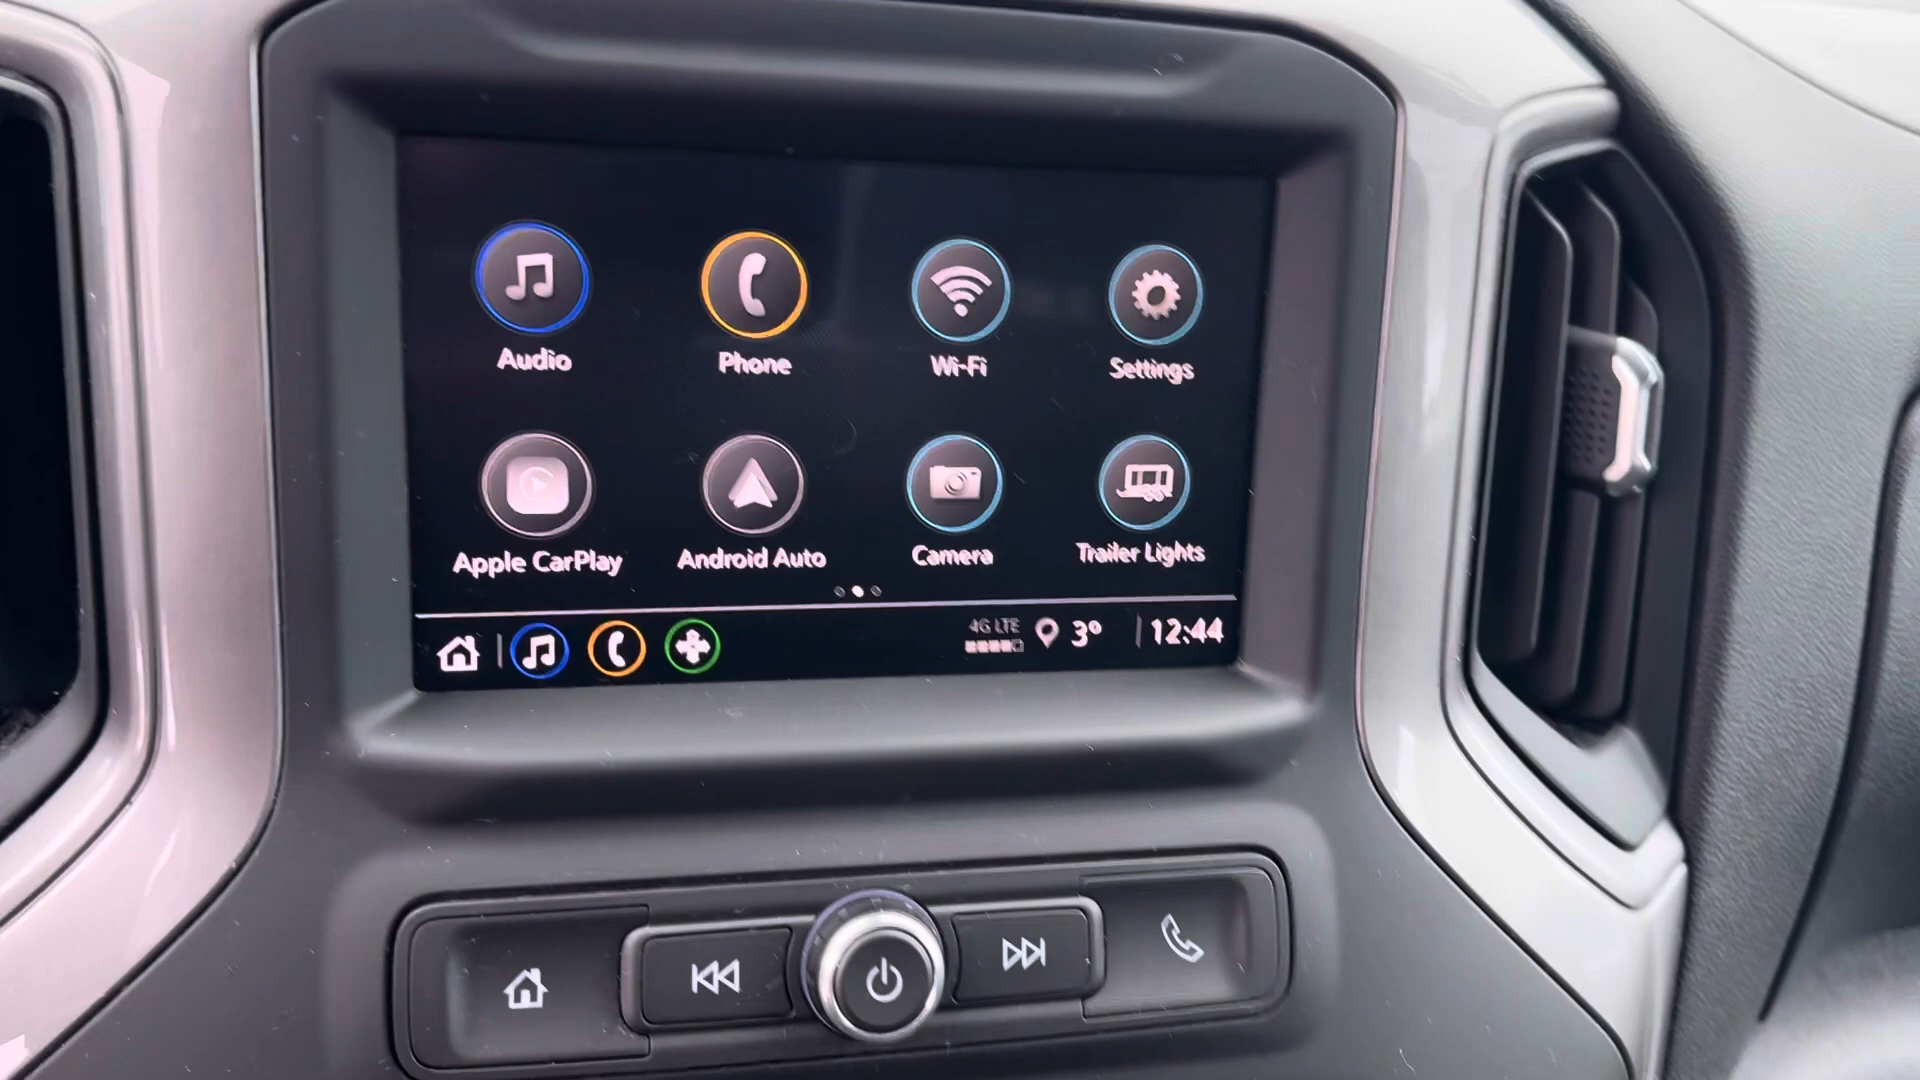 Audio
Phone
Wi-Fi
Settings
Apple CarPlay
Android Auto
Camera
Trailer Lights
4G LTE
3°
12:44